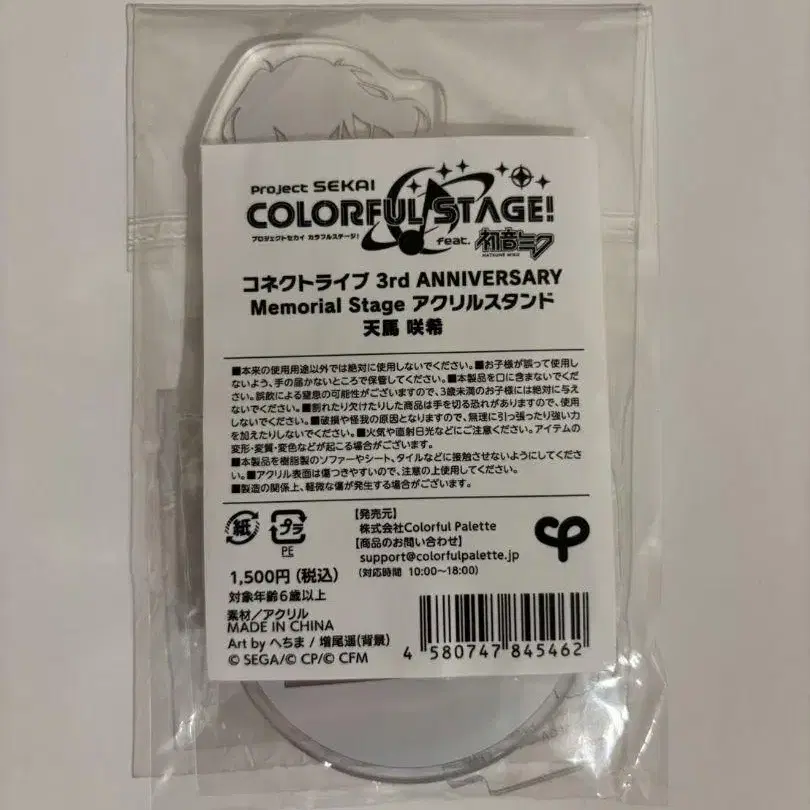 Project SEKAI
COLORFUL STAGE!
プロジェクトセカイ カラフルステージ!
feat. 初音ミク
HATSUNE MIKU
コネクトライブ 3rd ANNIVERSARY
Memorial Stage アクリルスタンド
天馬 咲希
■本来の使用用途以外では絶対に使用しないでください。■お子様が誤って使用し
ないよう、手の届かないところで保管してください。■本製品を口に含まないでくだ
さい。誤飲による窒息の可能性がございますので、3歳未満のお子様には絶対に与え
ないでください。■割れたり欠けたりした商品は手を切る恐れがありますので、使用
しないでください。■破損や怪我の原因となりますので、無理に引っ張ったり強い力
を加えたりしないでください。■火気や直射日光などにご注意ください。アイテムの
変形・変質・変色などが起こる場合がございます。
■本製品を樹脂製のソファーやシート、タイルなどに接触させないようにしてくださ
い。■アクリル表面は傷つきやすいので、注意の上使用してください。
■製造の関係上、軽微な傷が発生する場合がございます。
紙
プラ
PE
【発売元】
株式会社Colorful Palette
【商品のお問い合わせ】
support@colorfulpalette.jp
(対応時間 10:00~18:00)
cp
1,500円(税込)
対象年齢6歳以上
素材/アクリル
MADE IN CHINA
Art by へちま / 増尾遥(背景)
© SEGA/© CP/© CFM
4 580747 845462